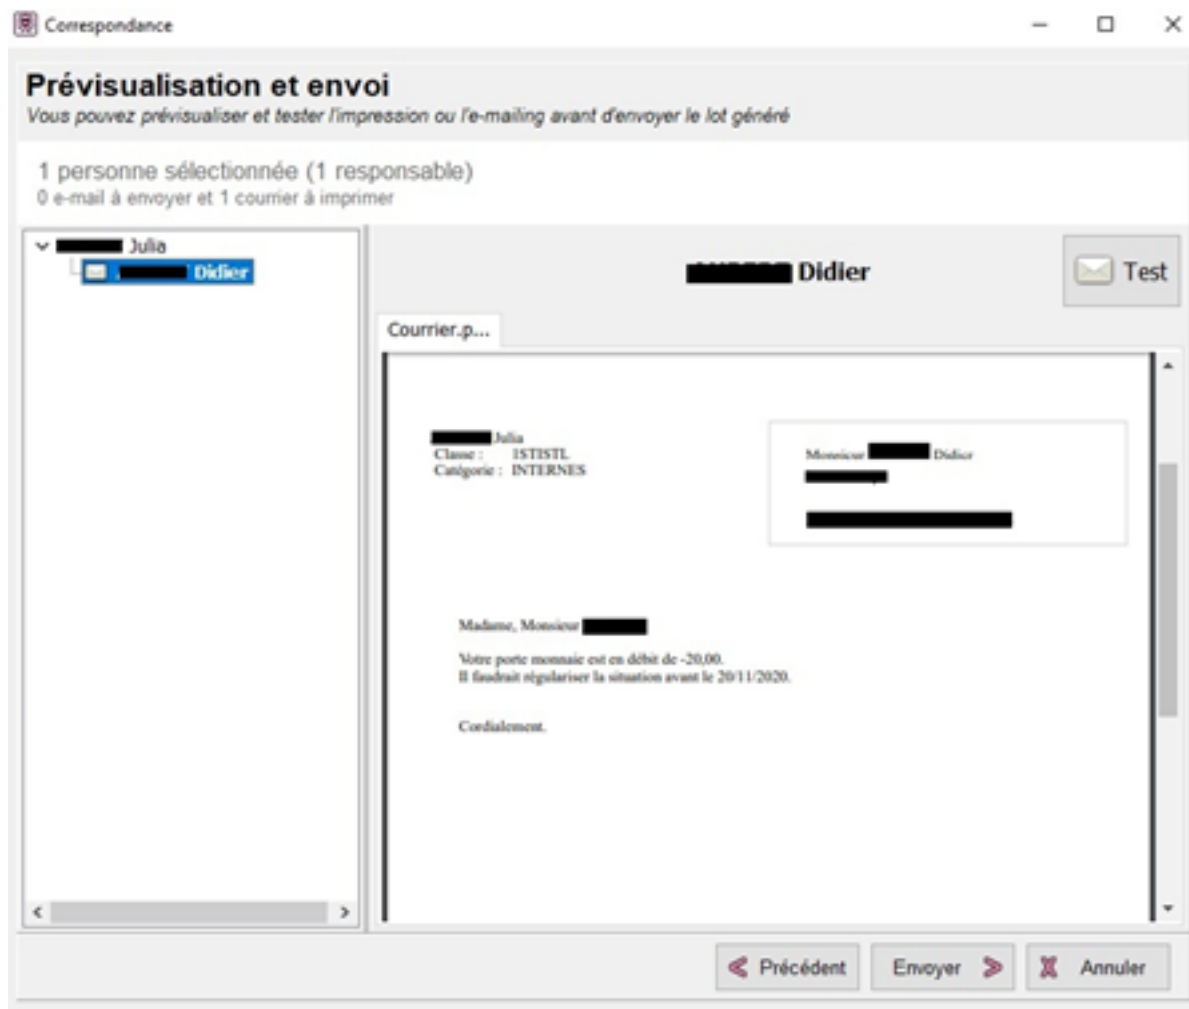 Correspondance
Prévisualisation et envoi
Vous pouvez prévisualiser et tester l'impression ou l'e-mailing avant d'envoyer le lot généré
1 personne sélectionnée (1 responsable)
0 e-mail à envoyer et 1 courrier à imprimer
Julia
Didier
Didier
Test
Courrier.p...
Julia
Classe : 1STISTL
Catégorie : INTERNES
Monsieur Didier
Madame, Monsieur
Votre porte monnaie est en débit de -20,00.
Il faudrait régulariser la situation avant le 20/11/2020.
Cordialement.
Précédent
Envoyer
Annuler